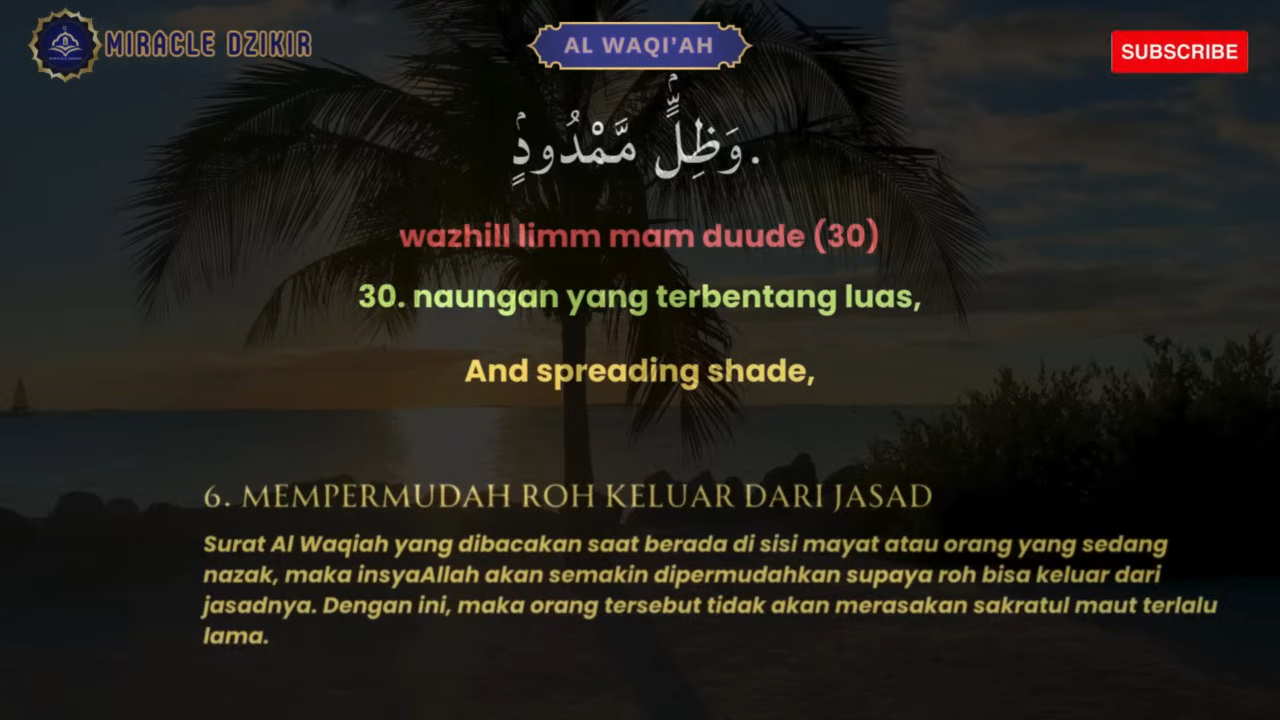 MIRACLE DZIKIR
AL WAQI'AH
SUBSCRIBE
وَظِلٍّۢ مَّمْدُودٍۢ.
wazhill limm mam duude (30)
30. naungan yang terbentang luas,
And spreading shade,
6. MEMPERMUDAH ROH KELUAR DARI JASAD
Surat Al Waqiah yang dibacakan saat berada di sisi mayat atau orang yang sedang
nazak, maka insyaAllah akan semakin dipermudahkan supaya roh bisa keluar dari
jasadnya. Dengan ini, maka orang tersebut tidak akan merasakan sakratul maut terlalu
lama.